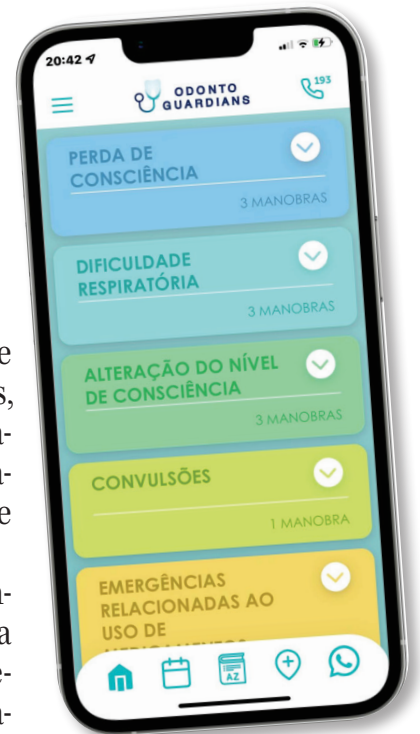 20:42
ODONTO
GUARDIANS
193
PERDA DE
CONSCIÊNCIA
3 MANOBRAS
DIFICULDADE
RESPIRATÓRIA
3 MANOBRAS
ALTERAÇÃO DO NÍVEL
DE CONSCIÊNCIA
3 MANOBRAS
CONVULSÕES
1 MANOBRA
EMERGÊNCIAS
RELACIONADAS AO
USO DE
AZ